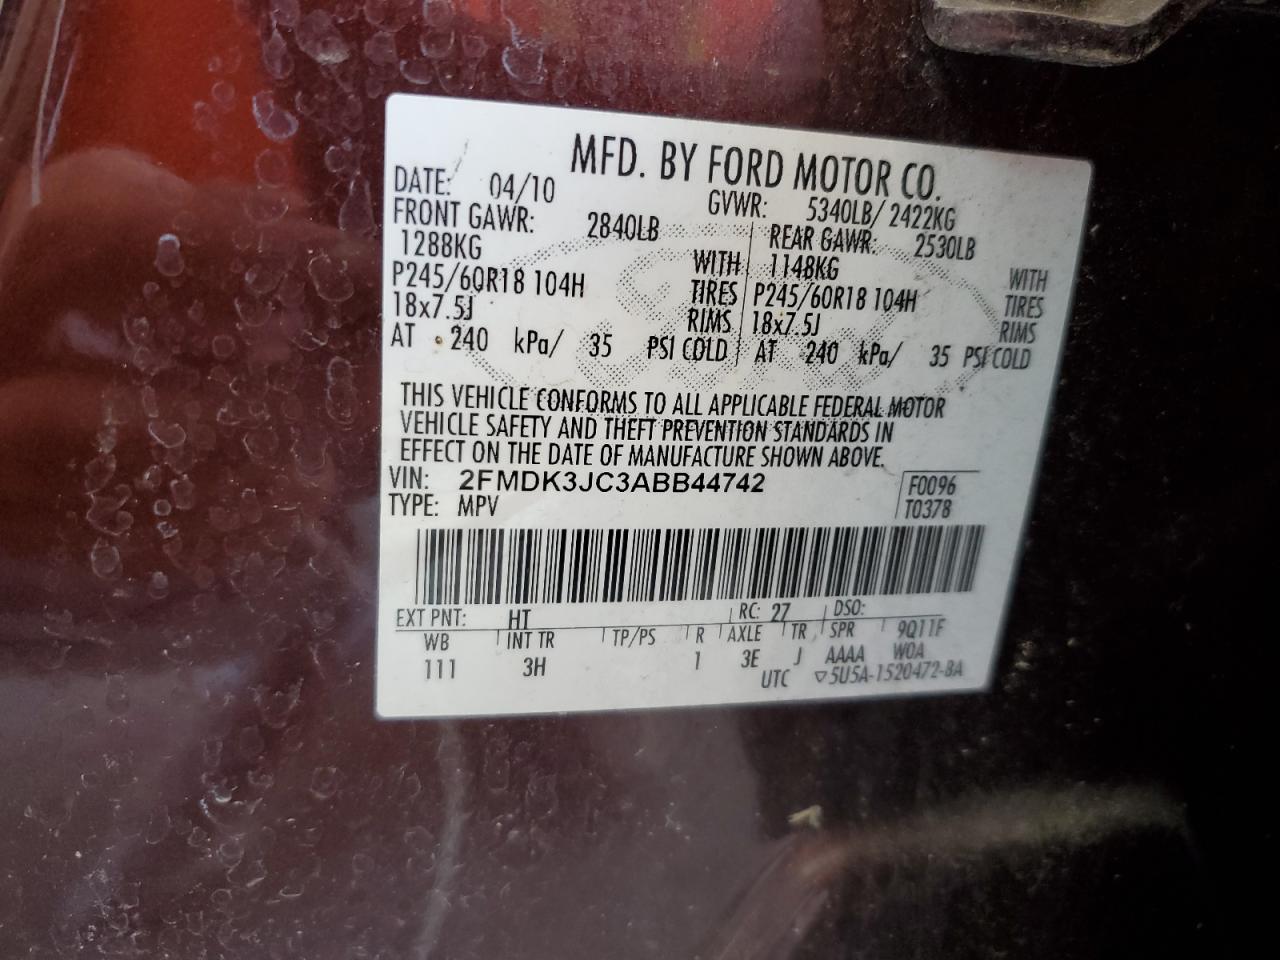 MFD. BY FORD MOTOR CO.
DATE: 04/10 GVWR: 5340LB/ 2422KG
FRONT GAWR: 2840LB REAR GAWR: 2530LB
1288KG WITH 1148KG WITH
P245/60R18 104H TIRES P245/60R18 104H TIRES
18x7.5J RIMS 18x7.5J RIMS
AT 240 kPa/ 35 PSI COLD AT 240 kPa/ 35 PSI COLD
THIS VEHICLE CONFORMS TO ALL APPLICABLE FEDERAL MOTOR
VEHICLE SAFETY AND THEFT PREVENTION STANDARDS IN
EFFECT ON THE DATE OF MANUFACTURE SHOWN ABOVE.
VIN: 2FMDK3JC3ABB44742 F0096
TYPE: MPV T0378
EXT PNT: HT RC: 27 DSO:
WB INT TR TP/PS R AXLE TR SPR 9Q11F
111 3H 1 3E J AAAA WOA
UTC ▽5U5A-1520472-BA